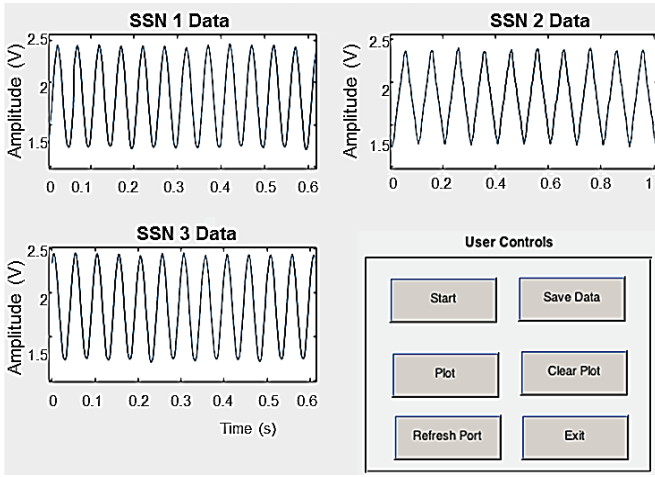 SSN 1 Data
Amplitude (V)
2.5
2
1.5
0 0.1 0.2 0.3 0.4 0.5 0.6
SSN 2 Data
Amplitude (V)
2.5
2
1.5
0 0.2 0.4 0.6 0.8 1
SSN 3 Data
Amplitude (V)
2.5
2
1.5
0 0.1 0.2 0.3 0.4 0.5 0.6
Time (s)
User Controls
Start
Save Data
Plot
Clear Plot
Refresh Port
Exit